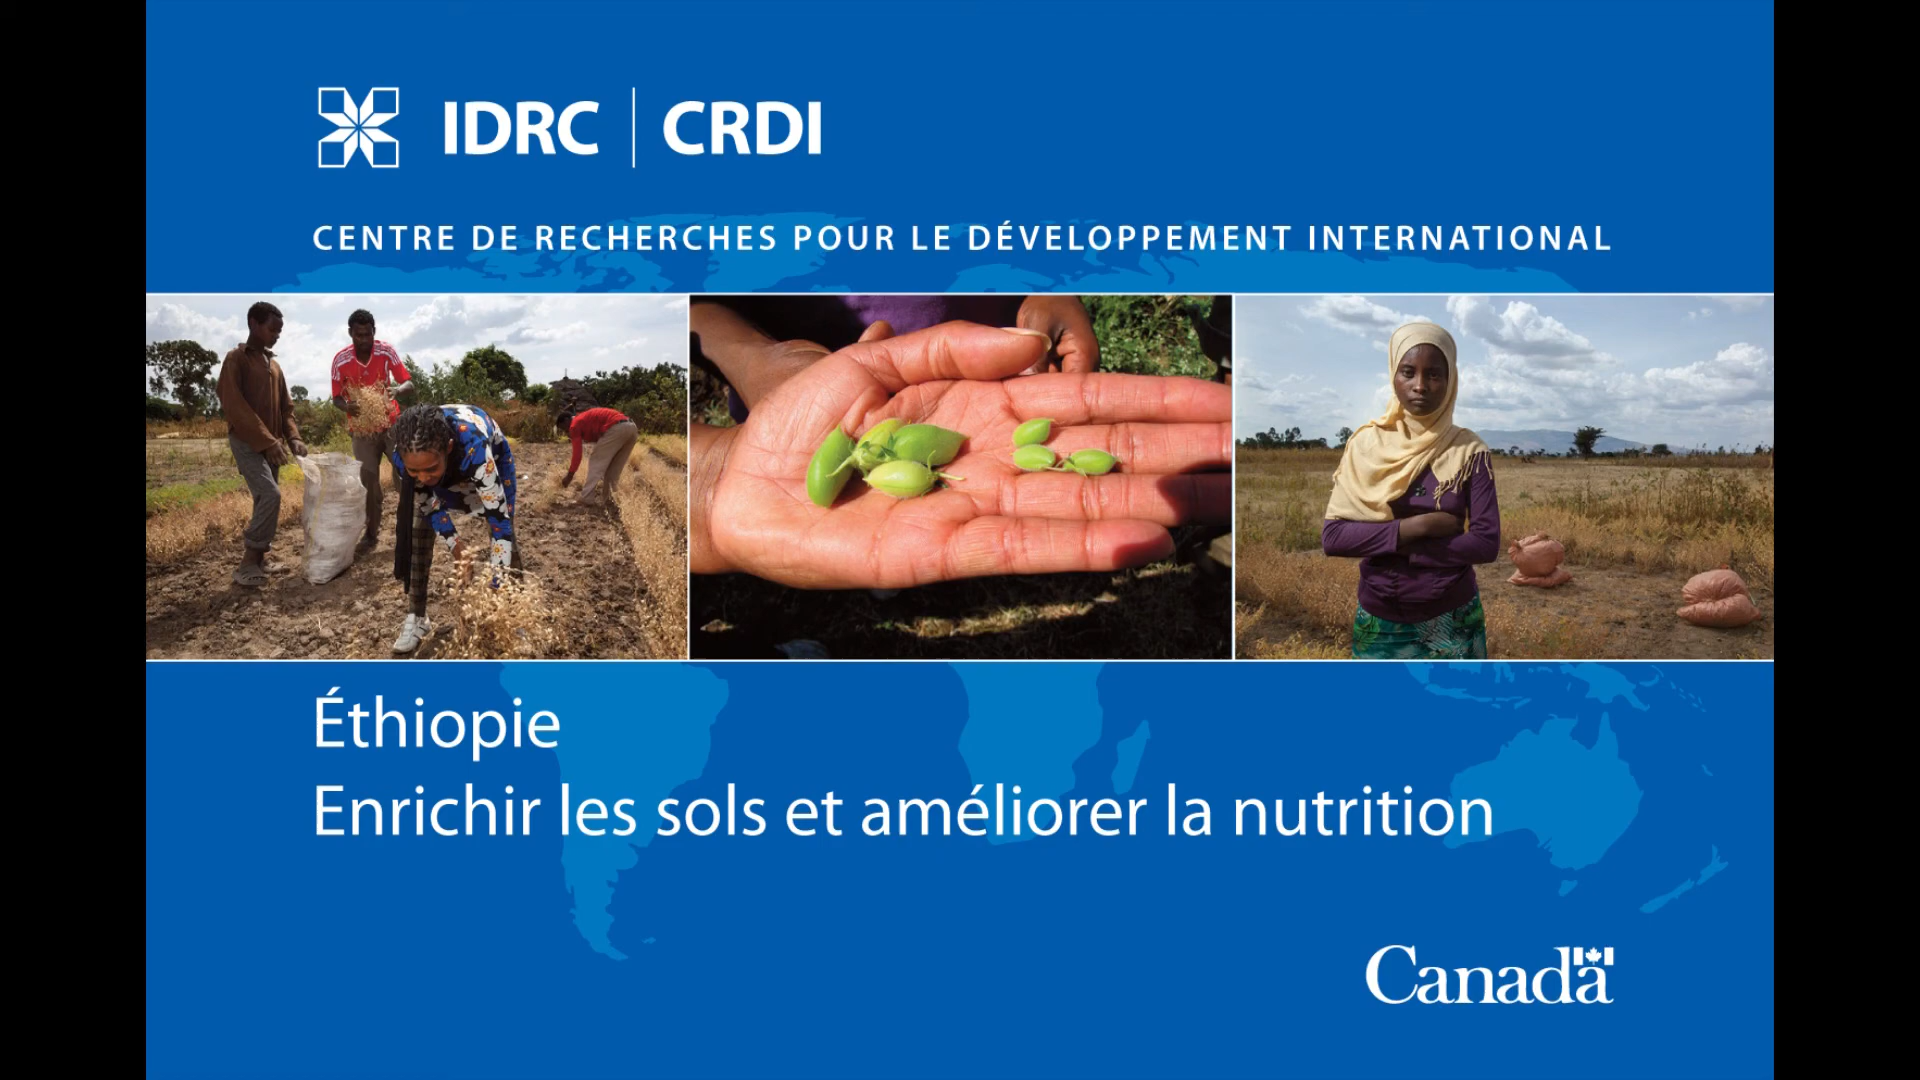 IDRC | CRDI
CENTRE DE RECHERCHES POUR LE DÉVELOPPEMENT INTERNATIONAL
Éthiopie
Enrichir les sols et améliorer la nutrition
Canada